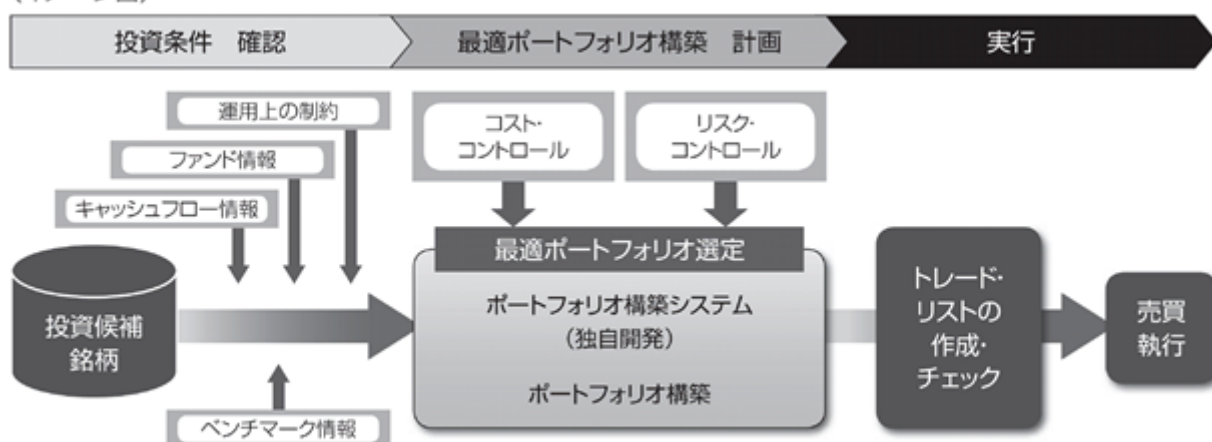 投資条件 確認
最適ポートフォリオ構築 計画
実行
運用上の制約
ファンド情報
キャッシュフロー情報
コスト・
コントロール
リスク・
コントロール
投資候補
銘柄
最適ポートフォリオ選定
ポートフォリオ構築システム
（独自開発）
ポートフォリオ構築
トレード・
リストの
作成・
チェック
売買
執行
ベンチマーク情報